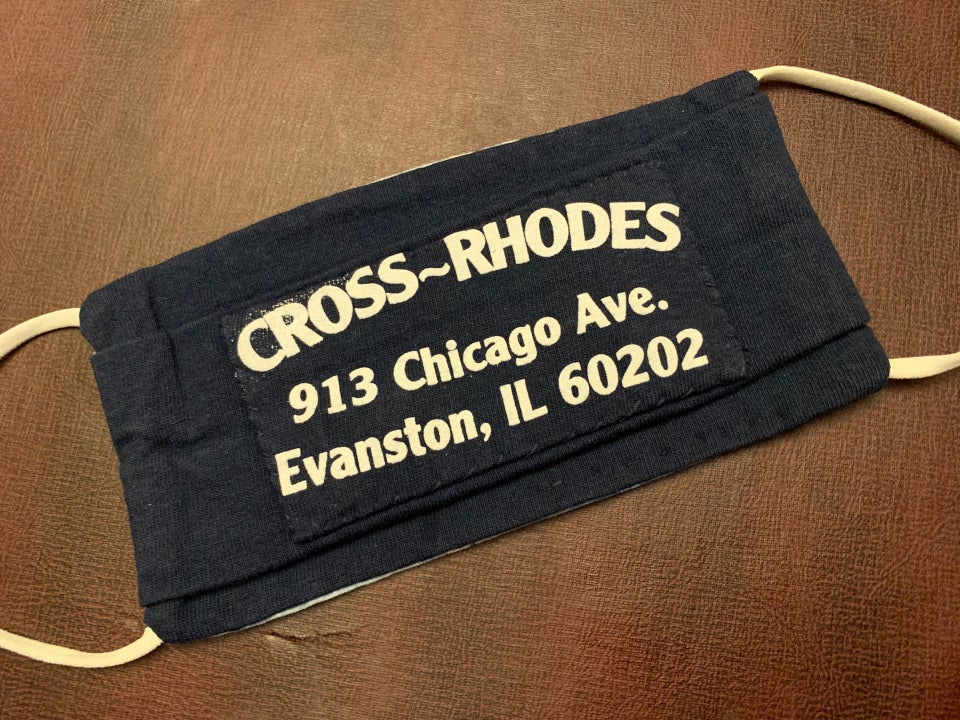 CROSS~RHODES
913 Chicago Ave.
Evanston, IL 60202